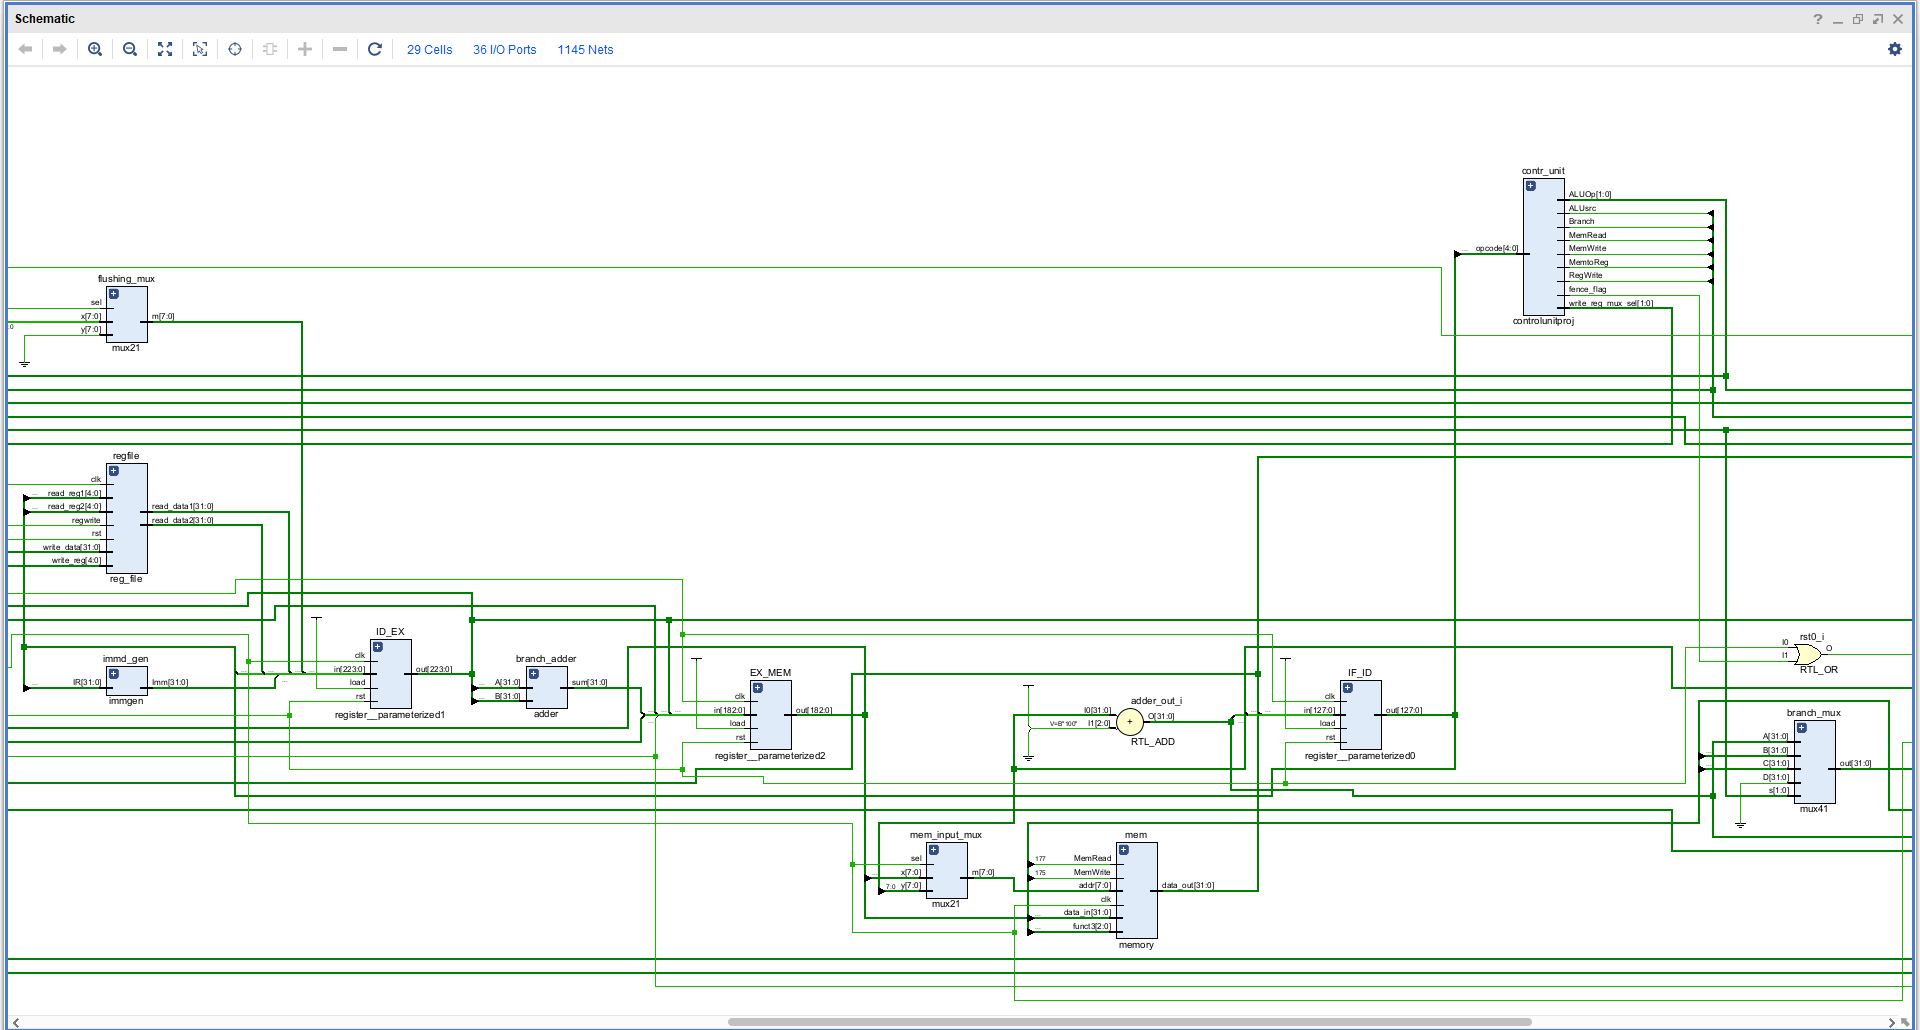 Schematic
29 Cells 36 I/O Ports 1145 Nets
contr_unit
opcode[4:0]
ALUOp[1:0]
ALUsrc
Branch
MemRead
MemWrite
MemtoReg
RegWrite
fence_flag
write_reg_mux_sel[1:0]
controlunitproj
flushing_mux
sel
x[7:0]
y[7:0]
m[7:0]
mux21
regfile
clk
read_reg1[4:0]
read_reg2[4:0]
regwrite
rst
write_data[31:0]
write_reg[4:0]
read_data1[31:0]
read_data2[31:0]
reg_file
immd_gen
IR[31:0]
Imm[31:0]
immgen
ID_EX
clk
in[223:0]
load
rst
out[223:0]
register__parameterized1
branch_adder
A[31:0]
B[31:0]
sum[31:0]
adder
EX_MEM
clk
in[182:0]
load
rst
out[182:0]
register__parameterized2
adder_out_i
I0[31:0]
V=B"100" I1[2:0]
+
O[31:0]
RTL_ADD
IF_ID
clk
in[127:0]
load
rst
out[127:0]
register__parameterized0
rst0_i
I0
I1
O
RTL_OR
branch_mux
A[31:0]
B[31:0]
C[31:0]
D[31:0]
s[1:0]
out[31:0]
mux41
mem_input_mux
sel
x[7:0]
7:0 y[7:0]
m[7:0]
mux21
mem
177 MemRead
175 MemWrite
addr[7:0]
clk
data_in[31:0]
funct3[2:0]
data_out[31:0]
memory